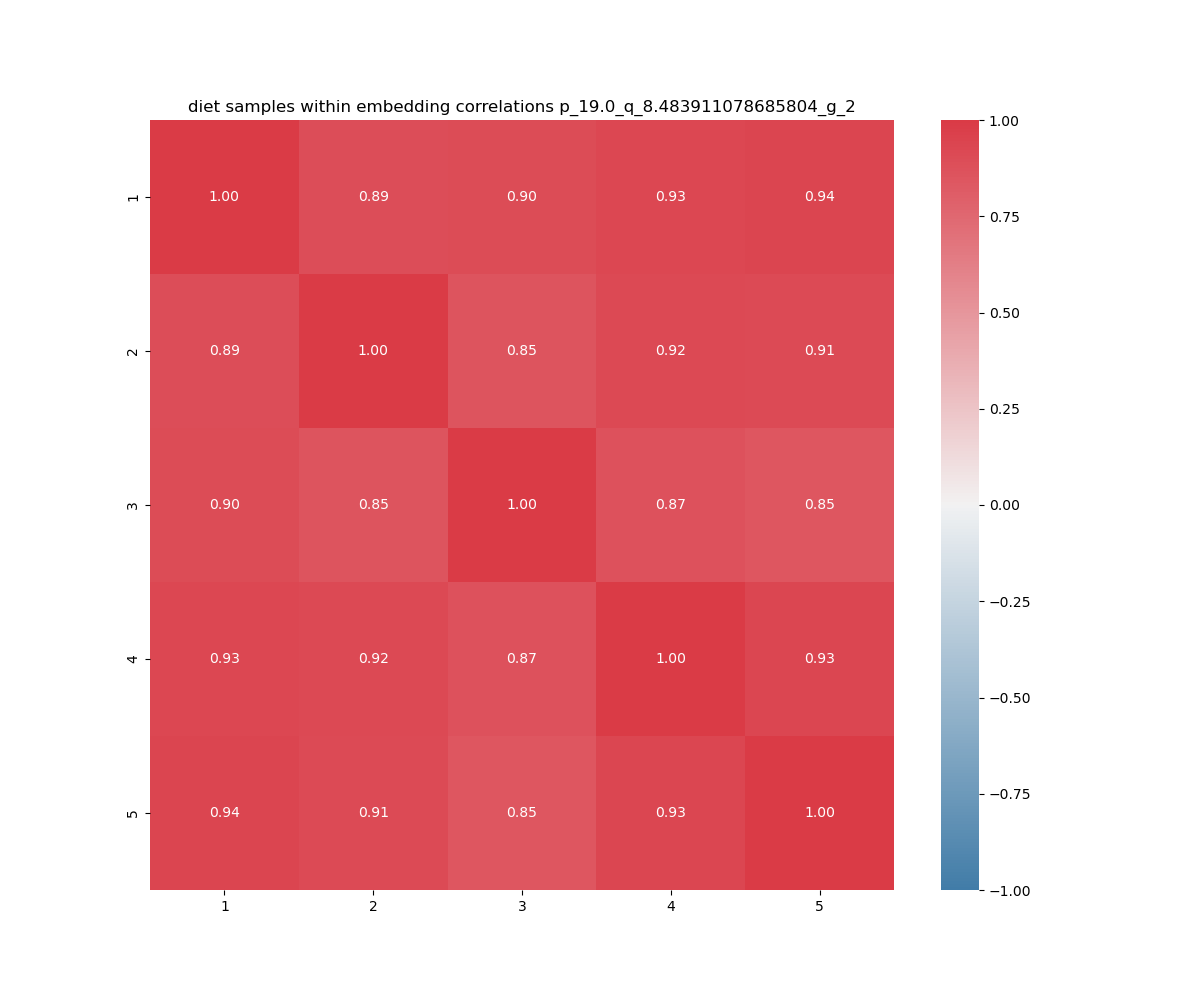 diet samples within embedding correlations p_19.0_q_8.483911078685804_g_2
1 1.00 0.89 0.90 0.93 0.94
2 0.89 1.00 0.85 0.92 0.91
3 0.90 0.85 1.00 0.87 0.85
4 0.93 0.92 0.87 1.00 0.93
5 0.94 0.91 0.85 0.93 1.00
1 2 3 4 5
1.00
0.75
0.50
0.25
0.00
−0.25
−0.50
−0.75
−1.00